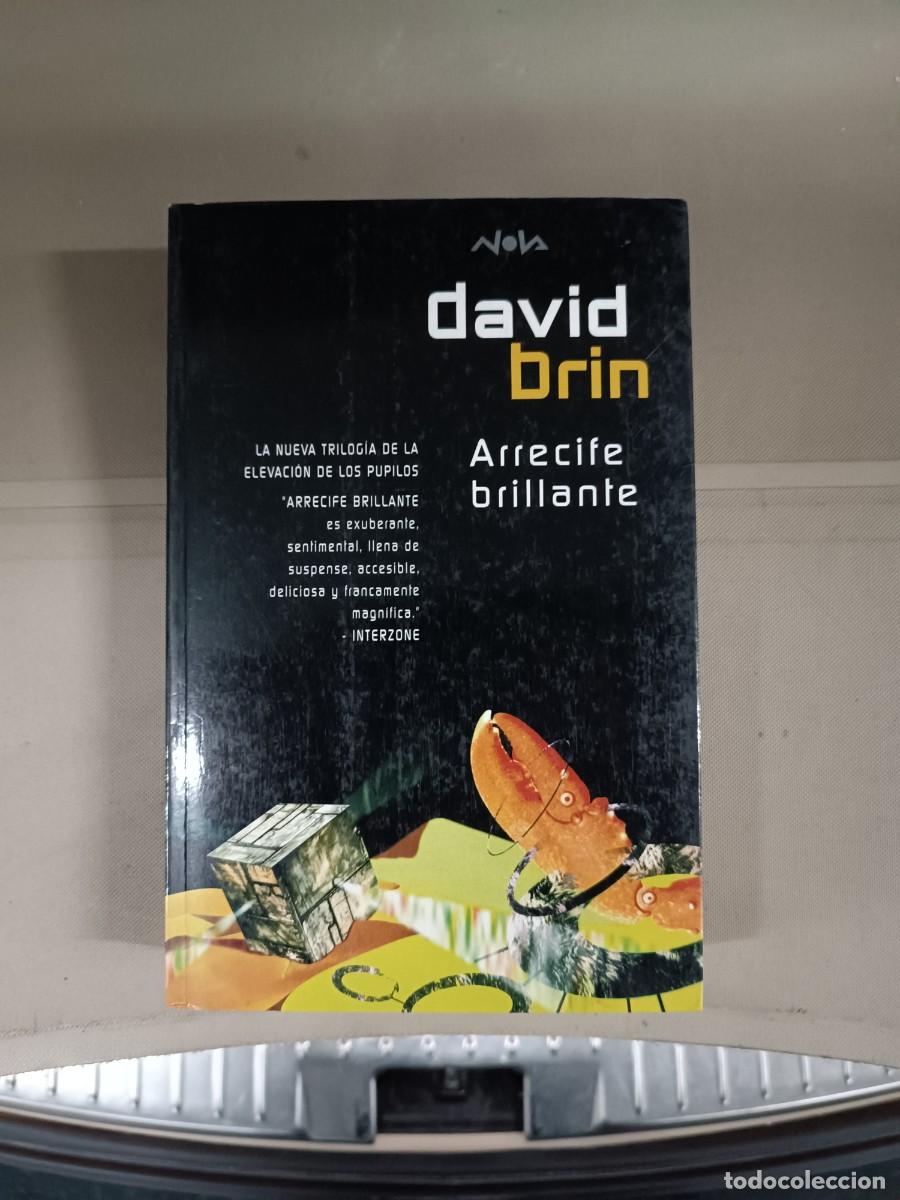 NOVA
david
brin
Arrecife
brillante
LA NUEVA TRILOGÍA DE LA
ELEVACIÓN DE LOS PUPILOS
"ARRECIFE BRILLANTE
es exuberante,
sentimental, llena de
suspense, accesible,
deliciosa y francamente
magnífica."
- INTERZONE
todocoleccion